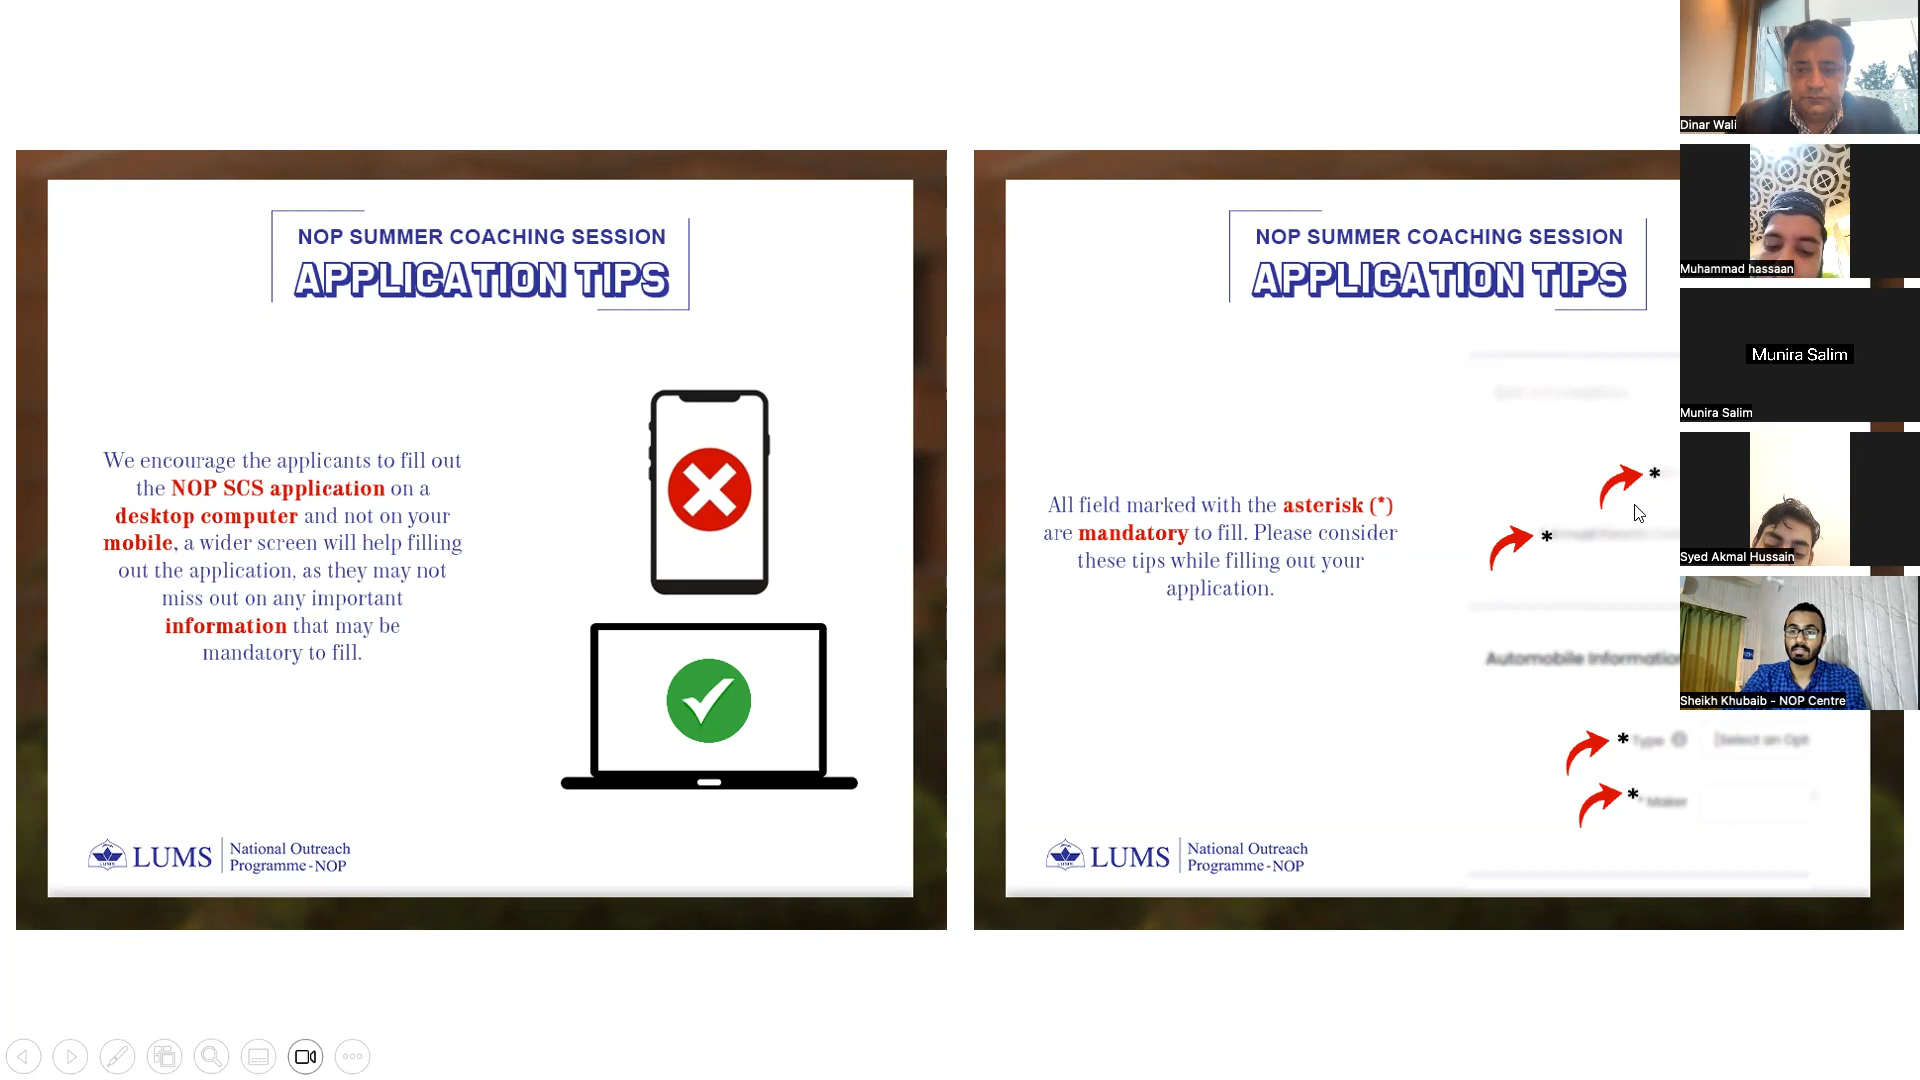 NOP SUMMER COACHING SESSION
APPLICATION TIPS
We encourage the applicants to fill out
the NOP SCS application on a
desktop computer and not on your
mobile, a wider screen will help filling
out the application, as they may not
miss out on any important
information that may be
mandatory to fill.
LUMS
National Outreach
Programme-NOP
NOP SUMMER COACHING SESSION
APPLICATION TIPS
All field marked with the asterisk (*)
are mandatory to fill. Please consider
these tips while filling out your
application.
*
*
Automobile Information
* Type [Select an Opt
* * Maker
LUMS
National Outreach
Programme-NOP
Dinar Wali
Muhammad hassaan
Munira Salim
Munira Salim
Syed Akmal Hussain
Sheikh Khubaib - NOP Centre